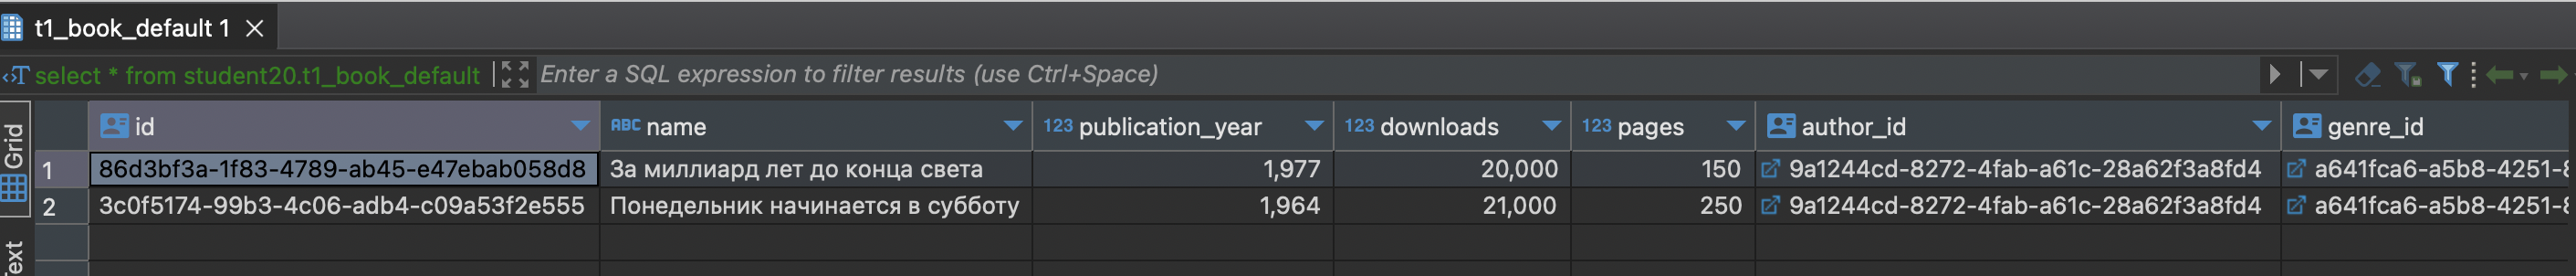 t1_book_default 1
select * from student20.t1_book_default Enter a SQL expression to filter results (use Ctrl+Space)
Grid
id ABC name 123 publication_year 123 downloads 123 pages author_id genre_id
1 86d3bf3a-1f83-4789-ab45-e47ebab058d8 За миллиард лет до конца света 1,977 20,000 150 9a1244cd-8272-4fab-a61c-28a62f3a8fd4 a641fca6-a5b8-4251-8
2 3c0f5174-99b3-4c06-adb4-c09a53f2e555 Понедельник начинается в субботу 1,964 21,000 250 9a1244cd-8272-4fab-a61c-28a62f3a8fd4 a641fca6-a5b8-4251-8
Text